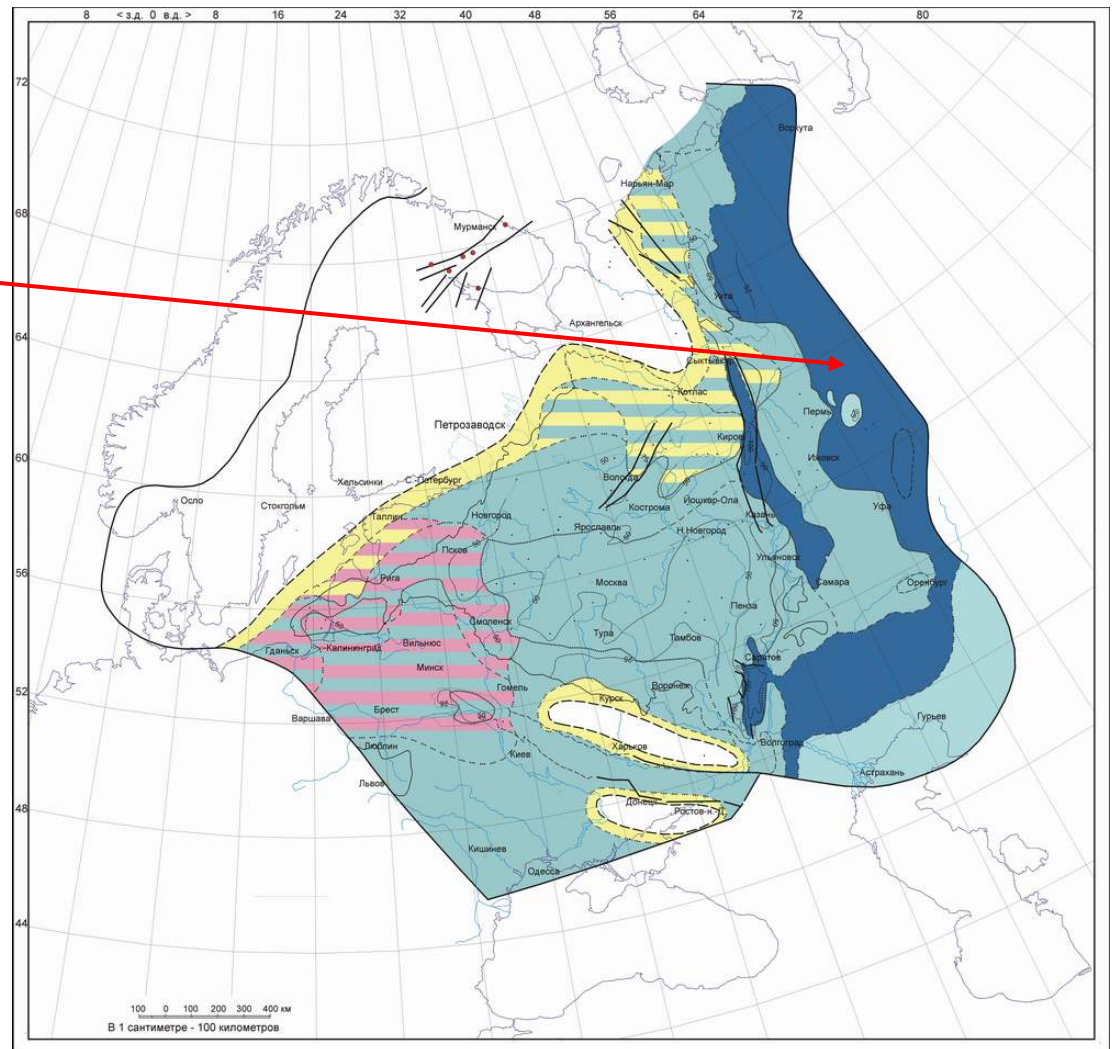 8 < з.д. 0 в.д. > 8 16 24 32 40 48 56 64 72 80
72
68
64
60
56
52
48
44
Воркута
Нарьян-Мар
Мурманск
Ухта
Архангельск
Сыктывкар
Котлас
Петрозаводск
Пермь
Киров
Ижевск
Вологда
С.-Петербург
Хельсинки
Осло
Стокгольм
Кострома
Йошкар-Ола
Уфа
Таллин
Новгород
Ярославль
Н.Новгород
Казань
Псков
Ульяновск
Рига
Москва
Самара
Оренбург
Пенза
Смоленск
Тура
Тамбов
Вильнюс
Калининград
Гданьск
Минск
Саратов
Гомель
Воронеж
Курск
Брест
Варшава
Гурьев
Люблин
Киев
Харьков
Волгоград
Астрахань
Львов
Донецк
Ростов-н.-Д.
Кишинев
Одесса
100 0 100 200 300 400 км
В 1 сантиметре - 100 километров